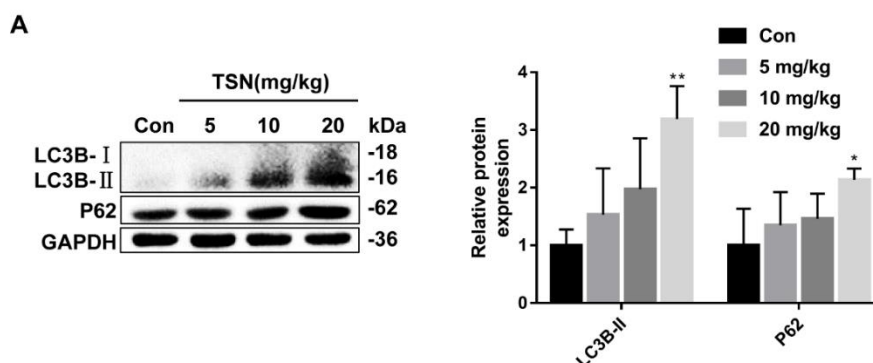 A
TSN(mg/kg)
Con 5 10 20 kDa
LC3B-Ⅰ -18
LC3B-Ⅱ -16
P62 -62
GAPDH -36
Con
5 mg/kg
10 mg/kg
20 mg/kg
Relative protein
expression
4
3
2
1
0
**
*
LC3B-II
P62